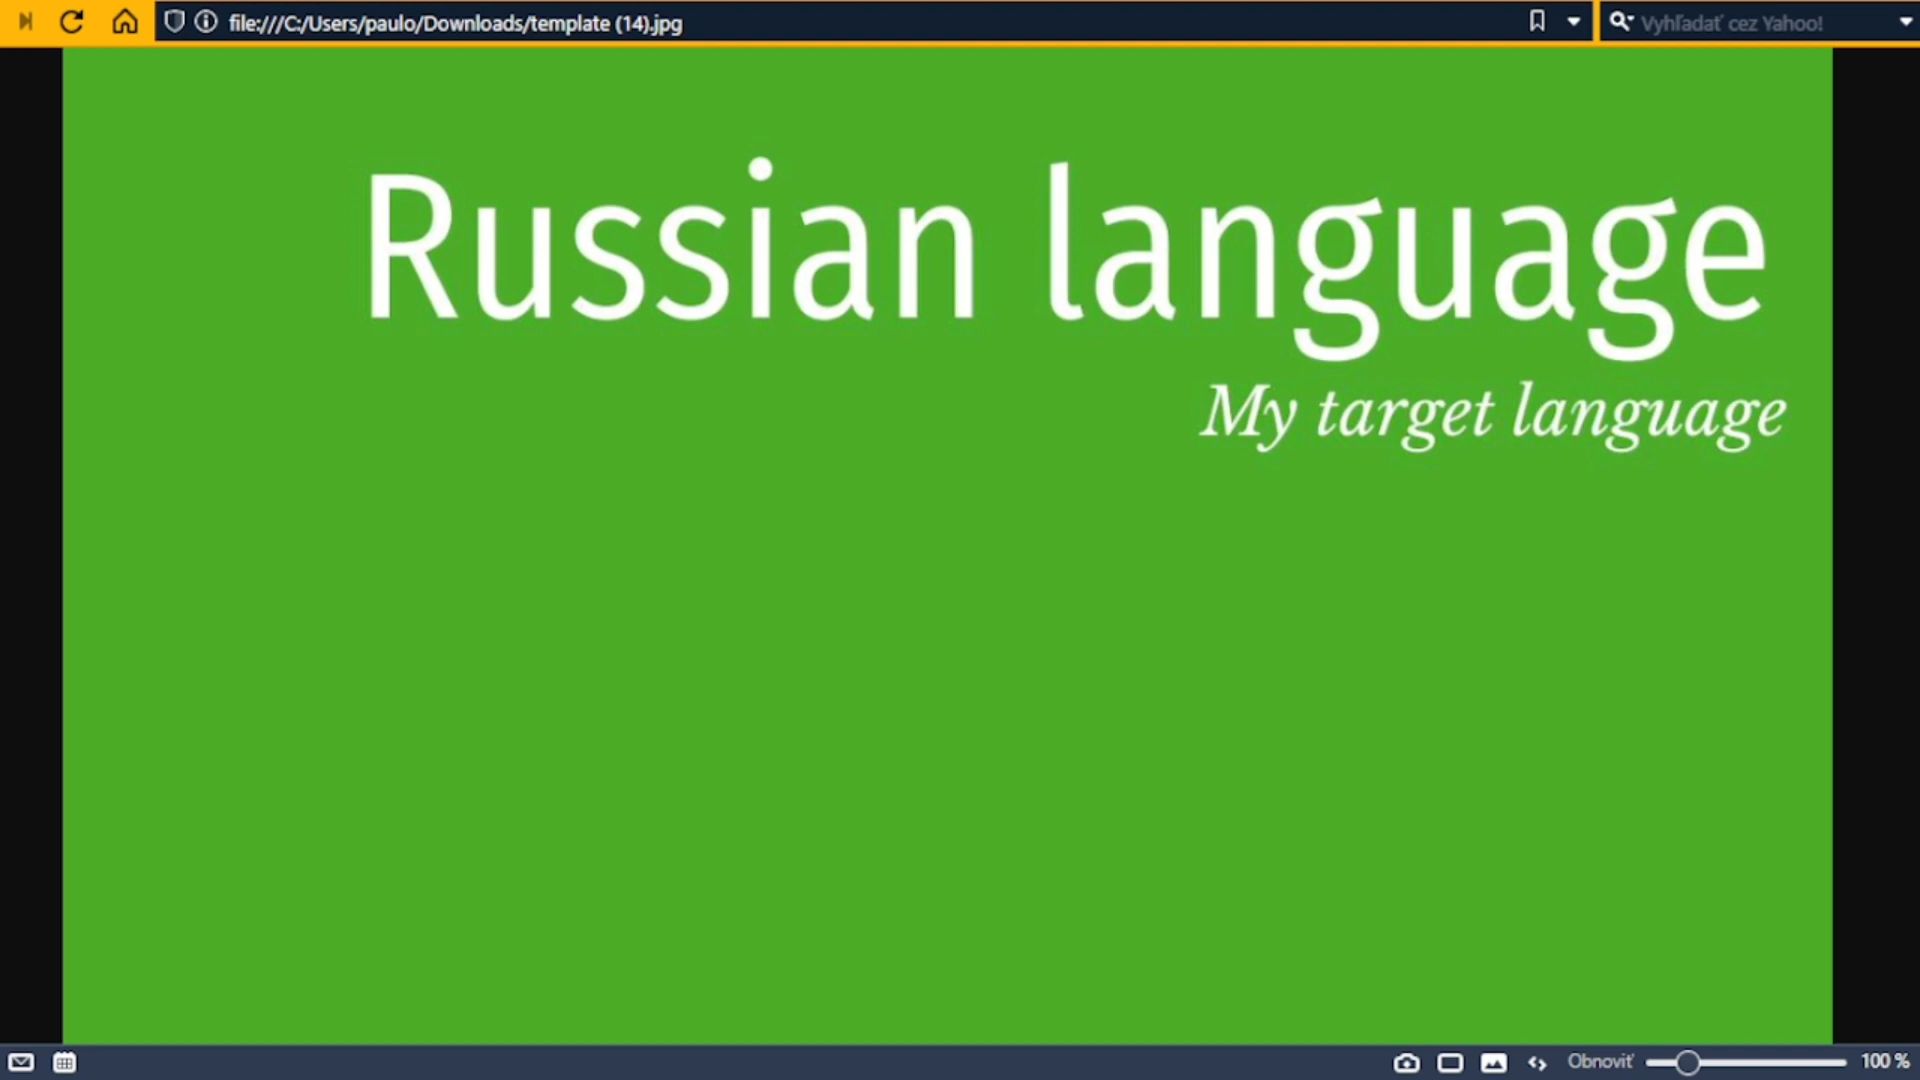 file:///C:/Users/paulo/Downloads/template (14).jpg
Vyhľadať cez Yahoo!
Russian language
My target language
Obnoviť
100 %